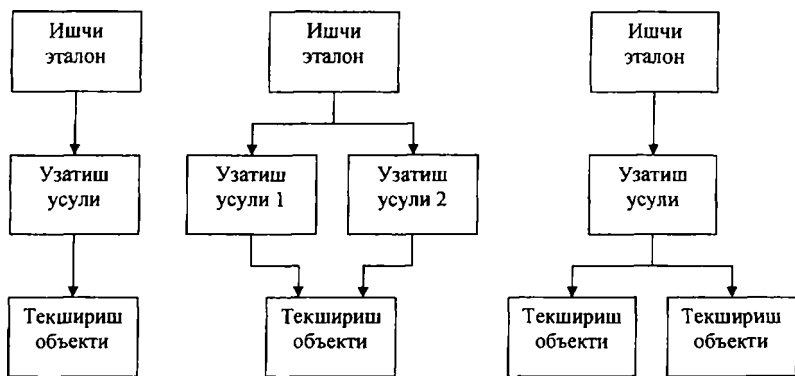 Ишчи
эталон
Ишчи
эталон
Ишчи
эталон
Узатиш
усули
Узатиш
усули 1
Узатиш
усули 2
Узатиш
усули
Текшириш
объекти
Текшириш
объекти
Текшириш
объекти
Текшириш
объекти